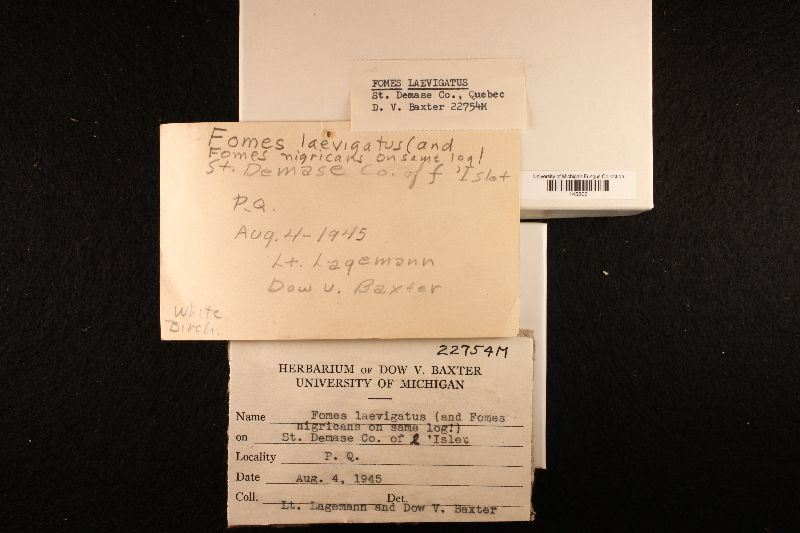 FOMES LAEVIGATUS
St. Demase Co., Quebec
D. V. Baxter 22754M
Fomes laevigatus (and
Fomes nigricans on same log!
St. Demase Co. of l 'Islet
P.Q.
Aug. 4-1945
Lt. Lagemann
Dow V. Baxter
White
Birch.
University of Michigan Fungus Collection
22754M
HERBARIUM OF DOW V. BAXTER
UNIVERSITY OF MICHIGAN
Name Fomes laevigatus (and Fomes
nigricans on same log!)
on St. Demase Co. of l 'Islet
Locality P. Q.
Date Aug. 4, 1945
Coll. Det.
Lt. Lagemann and Dow V. Baxter